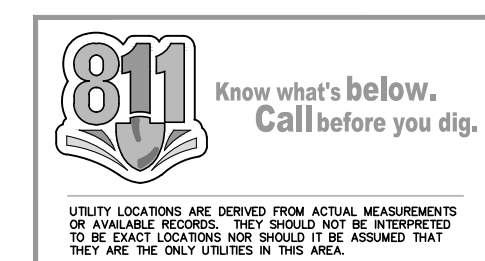 811
Know what's below.
Call before you dig.
UTILITY LOCATIONS ARE DERIVED FROM ACTUAL MEASUREMENTS
OR AVAILABLE RECORDS.  THEY SHOULD NOT BE INTERPRETED
TO BE EXACT LOCATIONS NOR SHOULD IT BE ASSUMED THAT
THEY ARE THE ONLY UTILITIES IN THIS AREA.